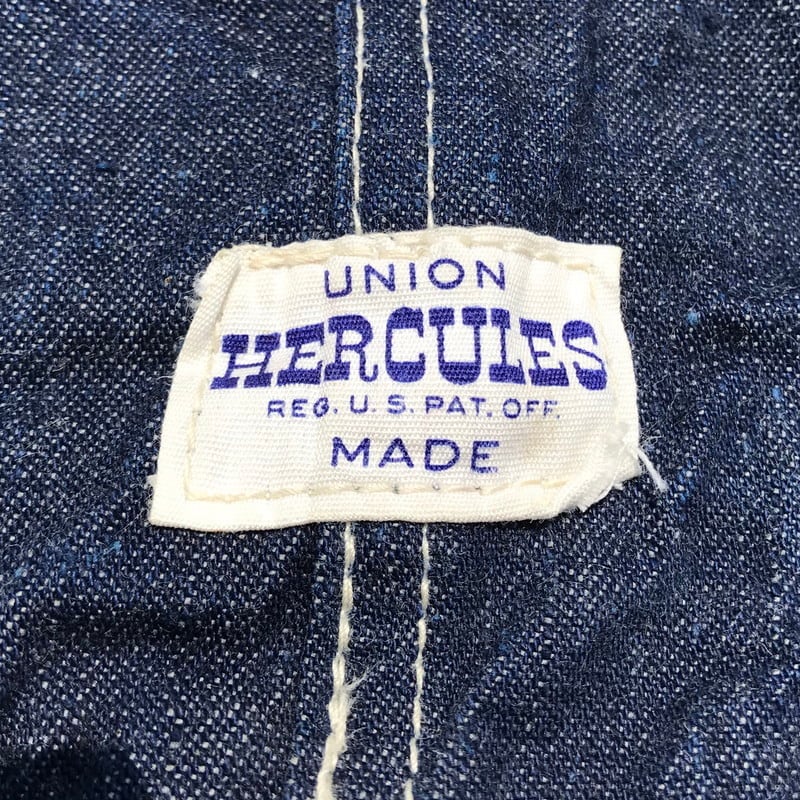 UNION
HERCULES
REG. U. S. PAT. OFF.
MADE